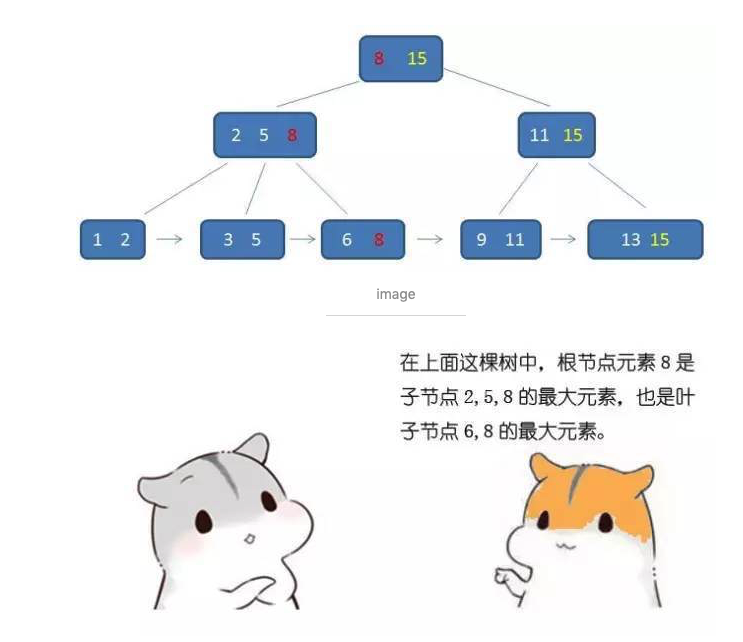 8 15
2 5 8
11 15
1 2
3 5
6 8
9 11
13 15
image
在上面这棵树中，根节点元素 8 是
子节点 2,5,8 的最大元素，也是叶
子节点 6,8 的最大元素。